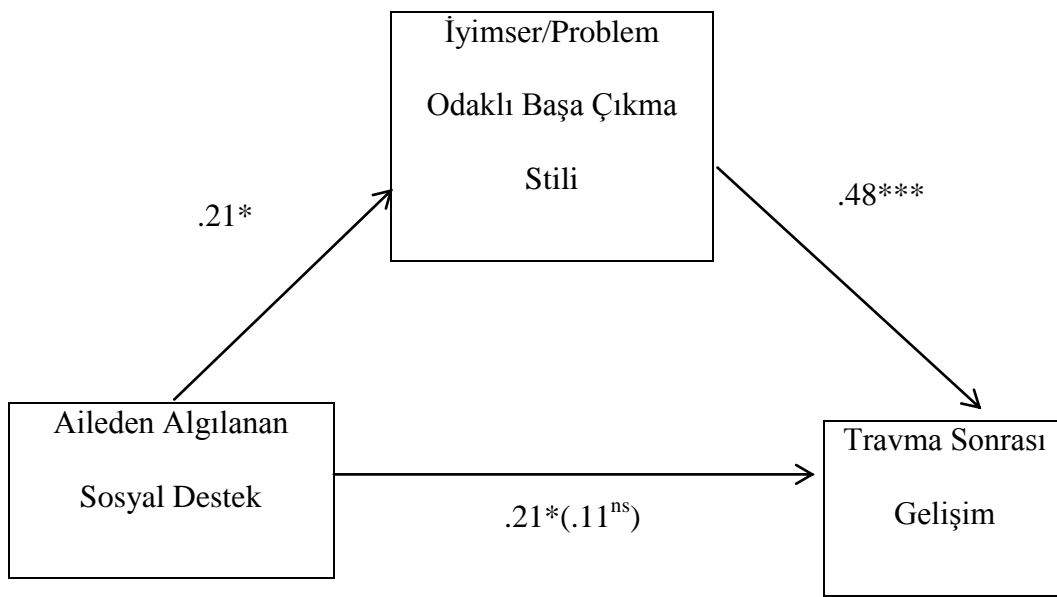 İyimser/Problem
Odaklı Başa Çıkma
Stili
.21*
.48***
Aileden Algılanan
Sosyal Destek
.21*(.11ns)
Travma Sonrası
Gelişim